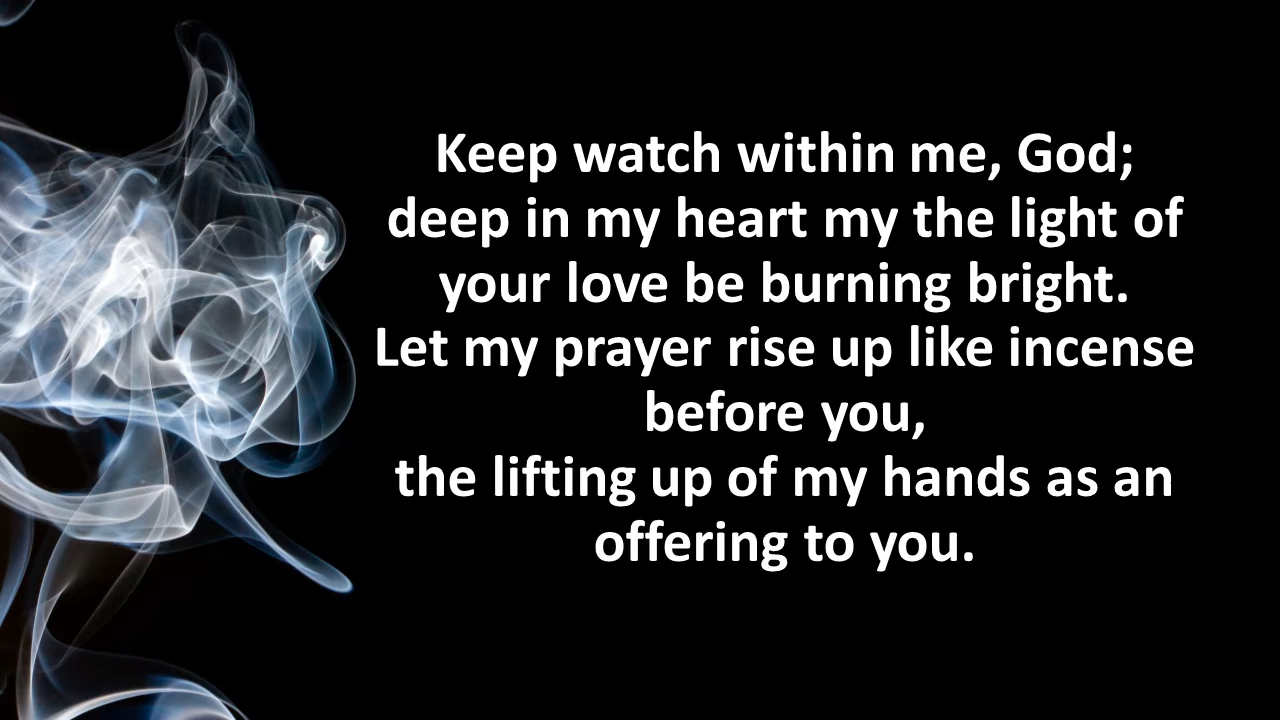 Keep watch within me, God;
deep in my heart my the light of
your love be burning bright.
Let my prayer rise up like incense
before you,
the lifting up of my hands as an
offering to you.